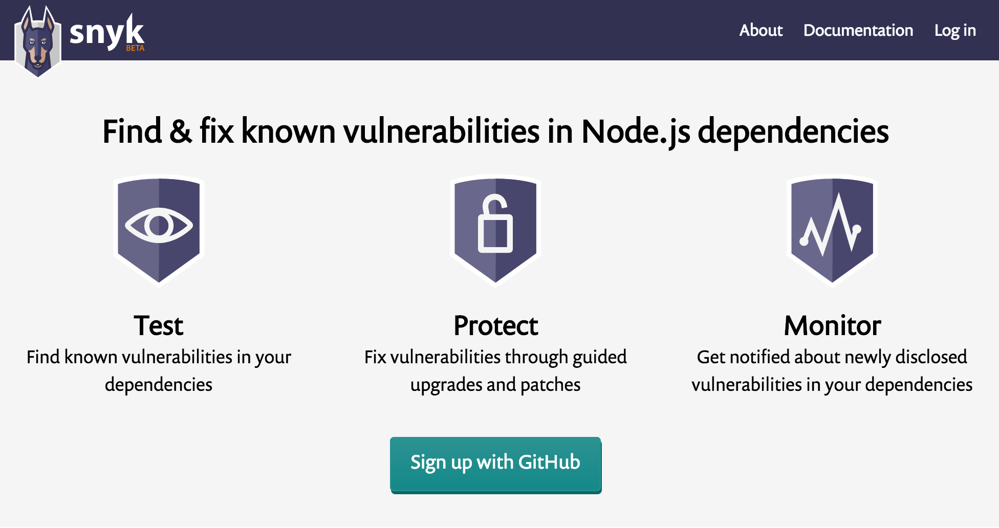 snyk
BETA
About
Documentation
Log in
Find & fix known vulnerabilities in Node.js dependencies
Test
Find known vulnerabilities in your
dependencies
Protect
Fix vulnerabilities through guided
upgrades and patches
Monitor
Get notified about newly disclosed
vulnerabilities in your dependencies
Sign up with GitHub